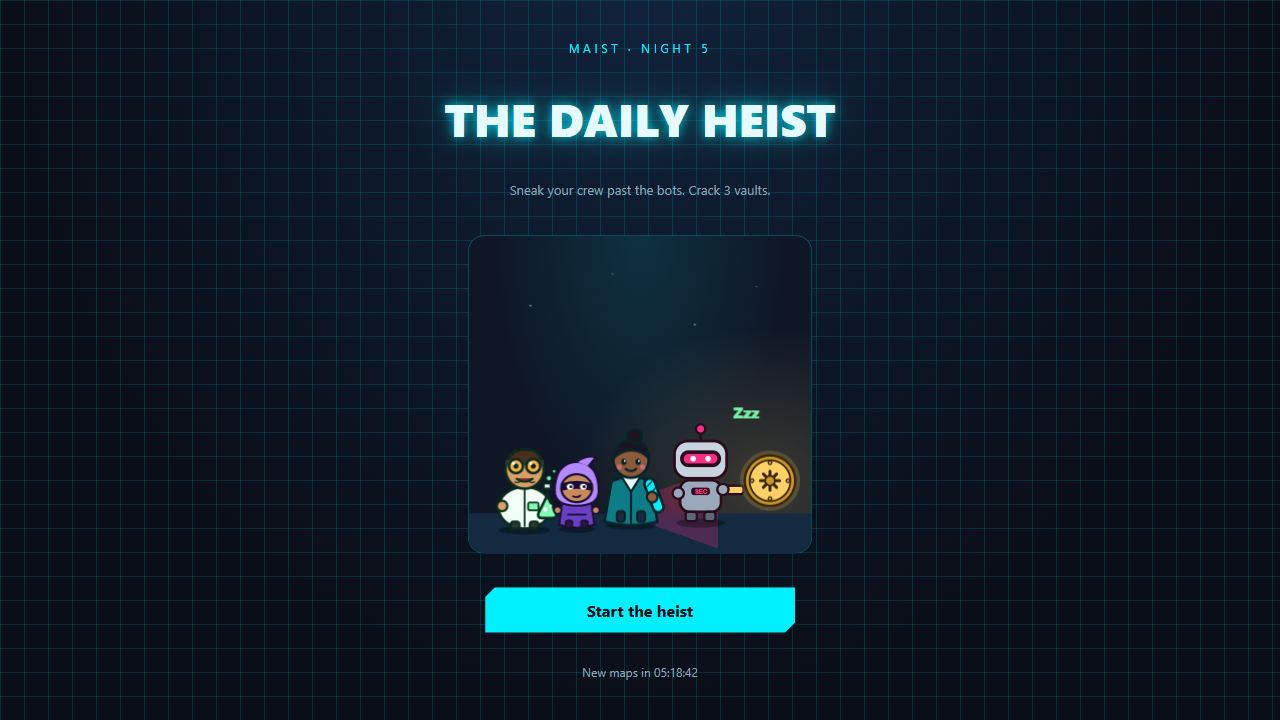 MAIST · NIGHT 5
THE DAILY HEIST
Sneak your crew past the bots. Crack 3 vaults.
Zzz
SEC
Start the heist
New maps in 05:18:42